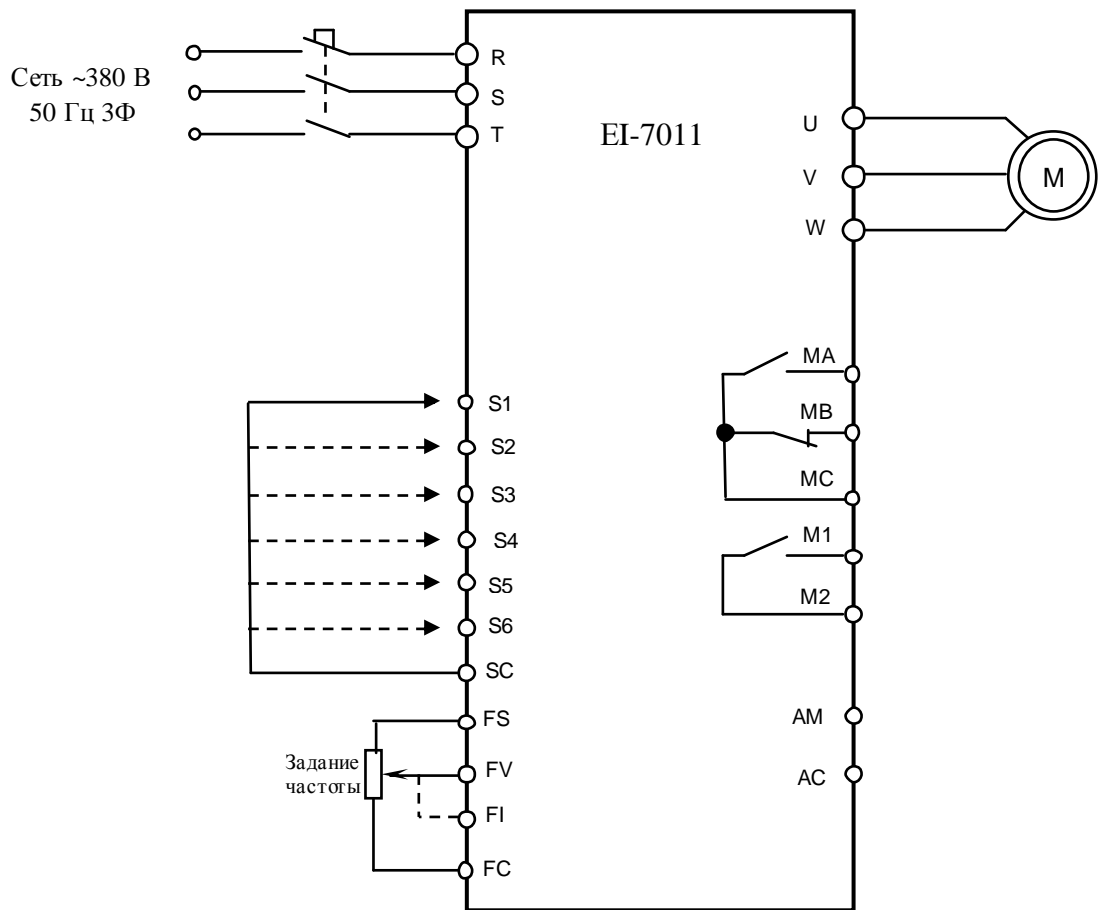 Сеть ~380 В
50 Гц 3Ф
R
S
T
EI-7011
U
V
W
M
MA
MB
MC
M1
M2
AM
AC
S1
S2
S3
S4
S5
S6
SC
FS
FV
FI
FC
Задание
частоты